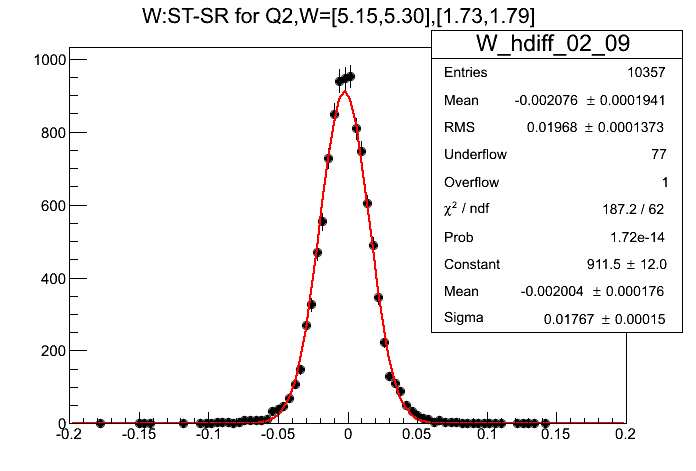 W:ST-SR for Q2,W=[5.15,5.30],[1.73,1.79]
W_hdiff_02_09
Entries 10357
Mean -0.002076 ± 0.0001941
RMS 0.01968 ± 0.0001373
Underflow 77
Overflow 1
χ² / ndf 187.2 / 62
Prob 1.72e-14
Constant 911.5 ± 12.0
Mean -0.002004 ± 0.000176
Sigma 0.01767 ± 0.00015
1000
800
600
400
200
0
-0.2 -0.15 -0.1 -0.05 0 0.05 0.1 0.15 0.2